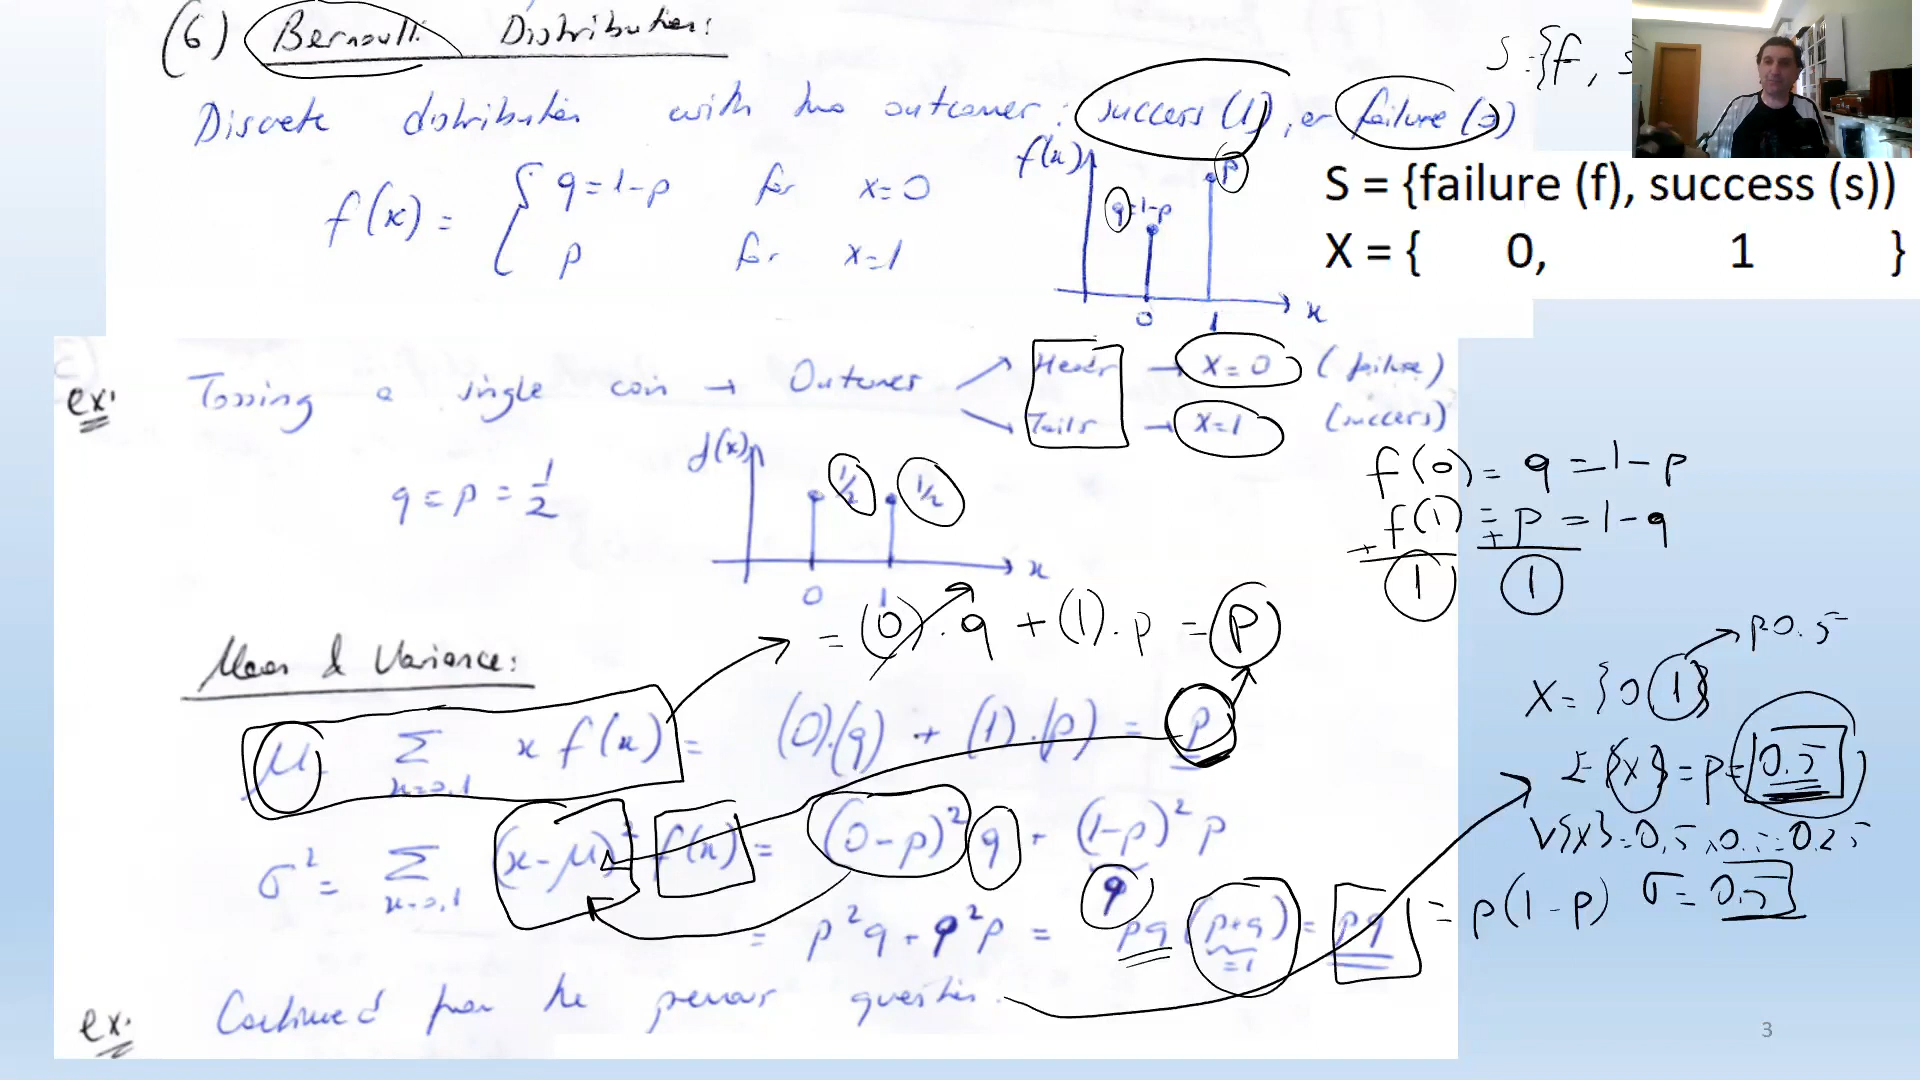 (6) Bernoulli Distribution:
S = {f, s
Discrete distribution with two outcomes: success (1), or failure (0)
f(x) = { q = 1-p for x=0
p for x=1
f(x)
q=1-p
p
0 1 x
S = {failure (f), success (s))
X = { 0, 1 }
ex: Tossing a single coin → Outcomes
Heads → X=0 (failure)
Tails → X=1 (success)
q = p = 1/2
f(x)
1/2 1/2
0 1 x
f(0) = q = 1-p
+ f(1) = + p = 1-q
1 1
Mean & Variance:
= (0).q + (1).p = p
μ = Σ x=0,1 x f(x) = (0).(q) + (1).(p) = p
σ² = Σ x=0,1 (x-μ)² f(x) = (0-p)² q + (1-p)² p
q
= p²q + q²p = pq (p+q) = pq = p(1-p)
=1
ex: Continued from the previous question.
p=0.5
X = {0 1}
E{X} = p = 0.5
V{X} = 0.5 x 0.5 = 0.25
σ = 0.5
3